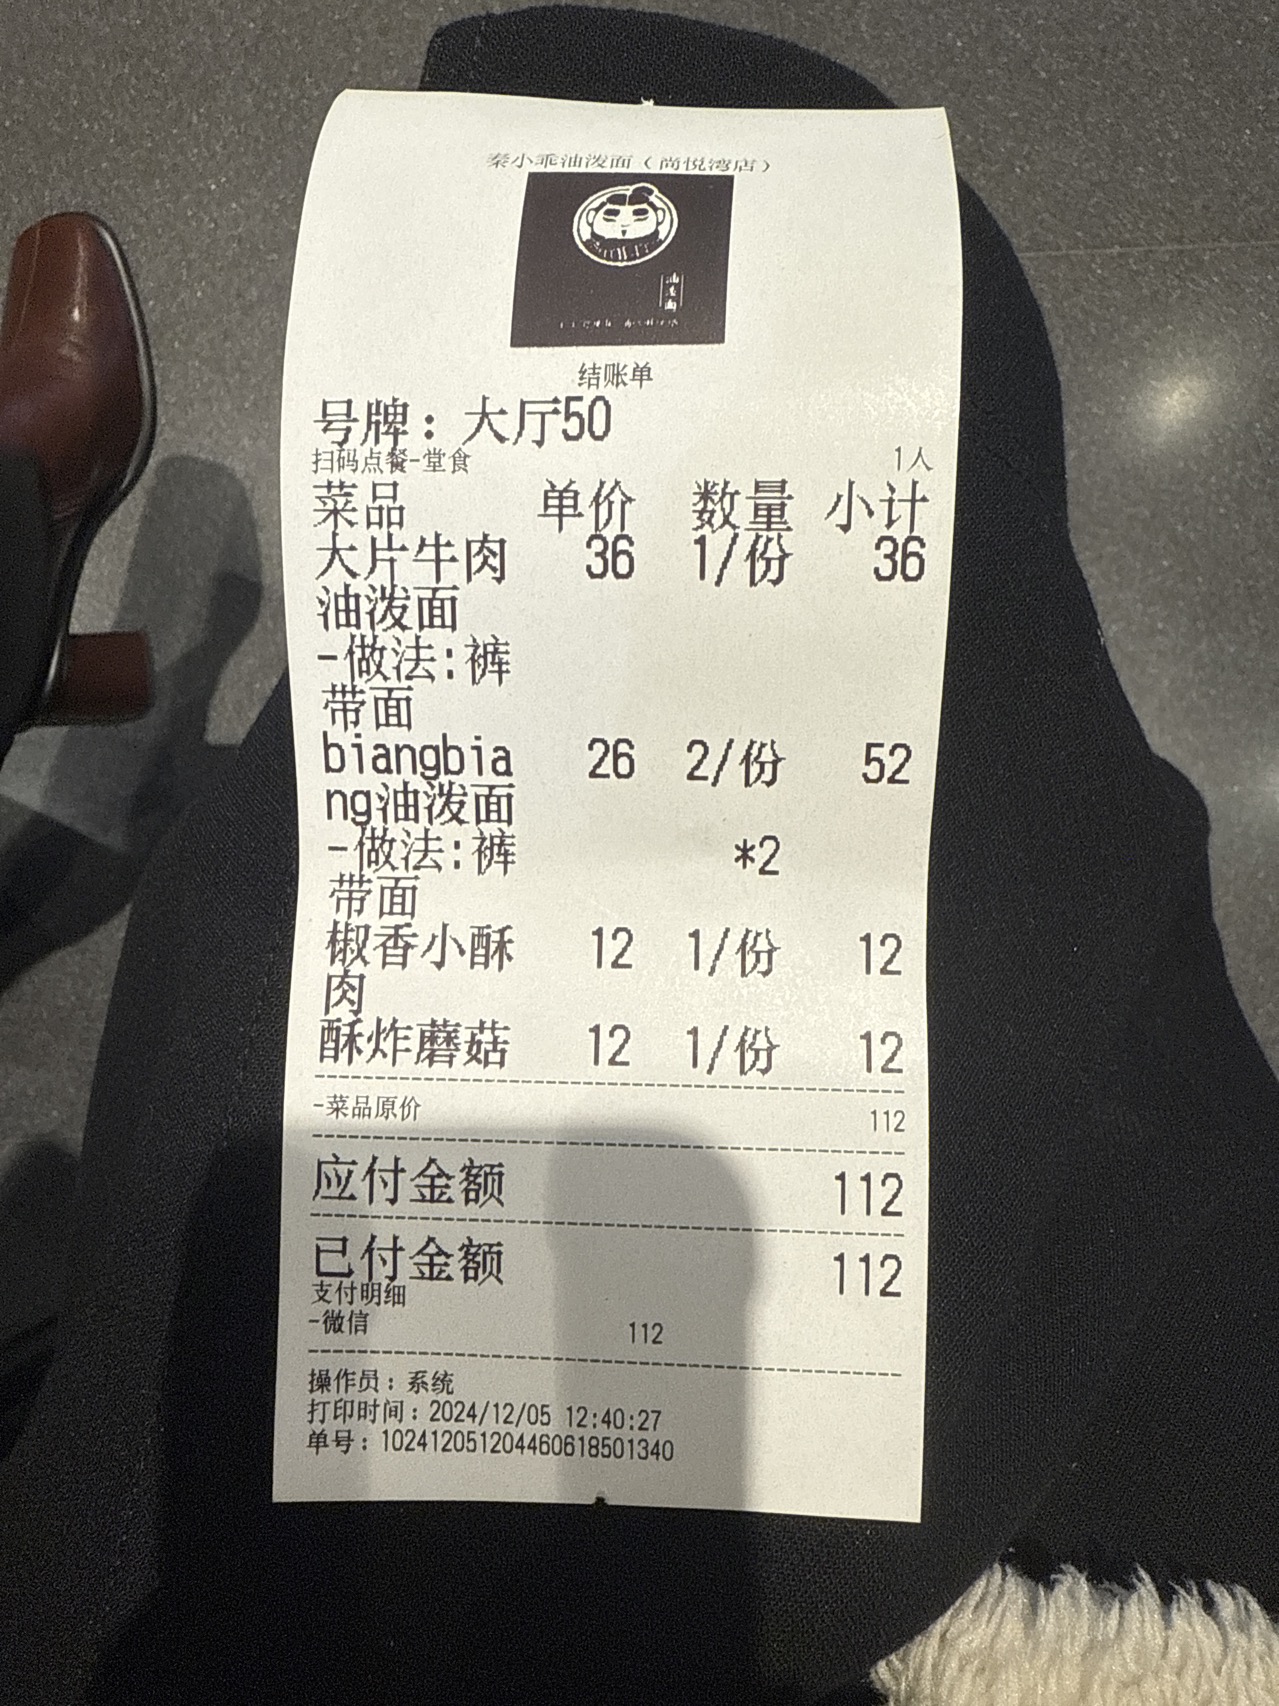 秦小乖油泼面（尚悦湾店）
油泼面
结账单
号牌：大厅50
扫码点餐-堂食 1人
菜品 单价 数量 小计
大片牛肉 36 1/份 36
油泼面
-做法:裤
带面
biangbia 26 2/份 52
ng油泼面
-做法:裤 *2
带面
椒香小酥 12 1/份 12
肉
酥炸蘑菇 12 1/份 12
-菜品原价 112
应付金额 112
已付金额 112
支付明细
-微信 112
操作员：系统
打印时间：2024/12/05 12:40:27
单号：102412051204460618501340